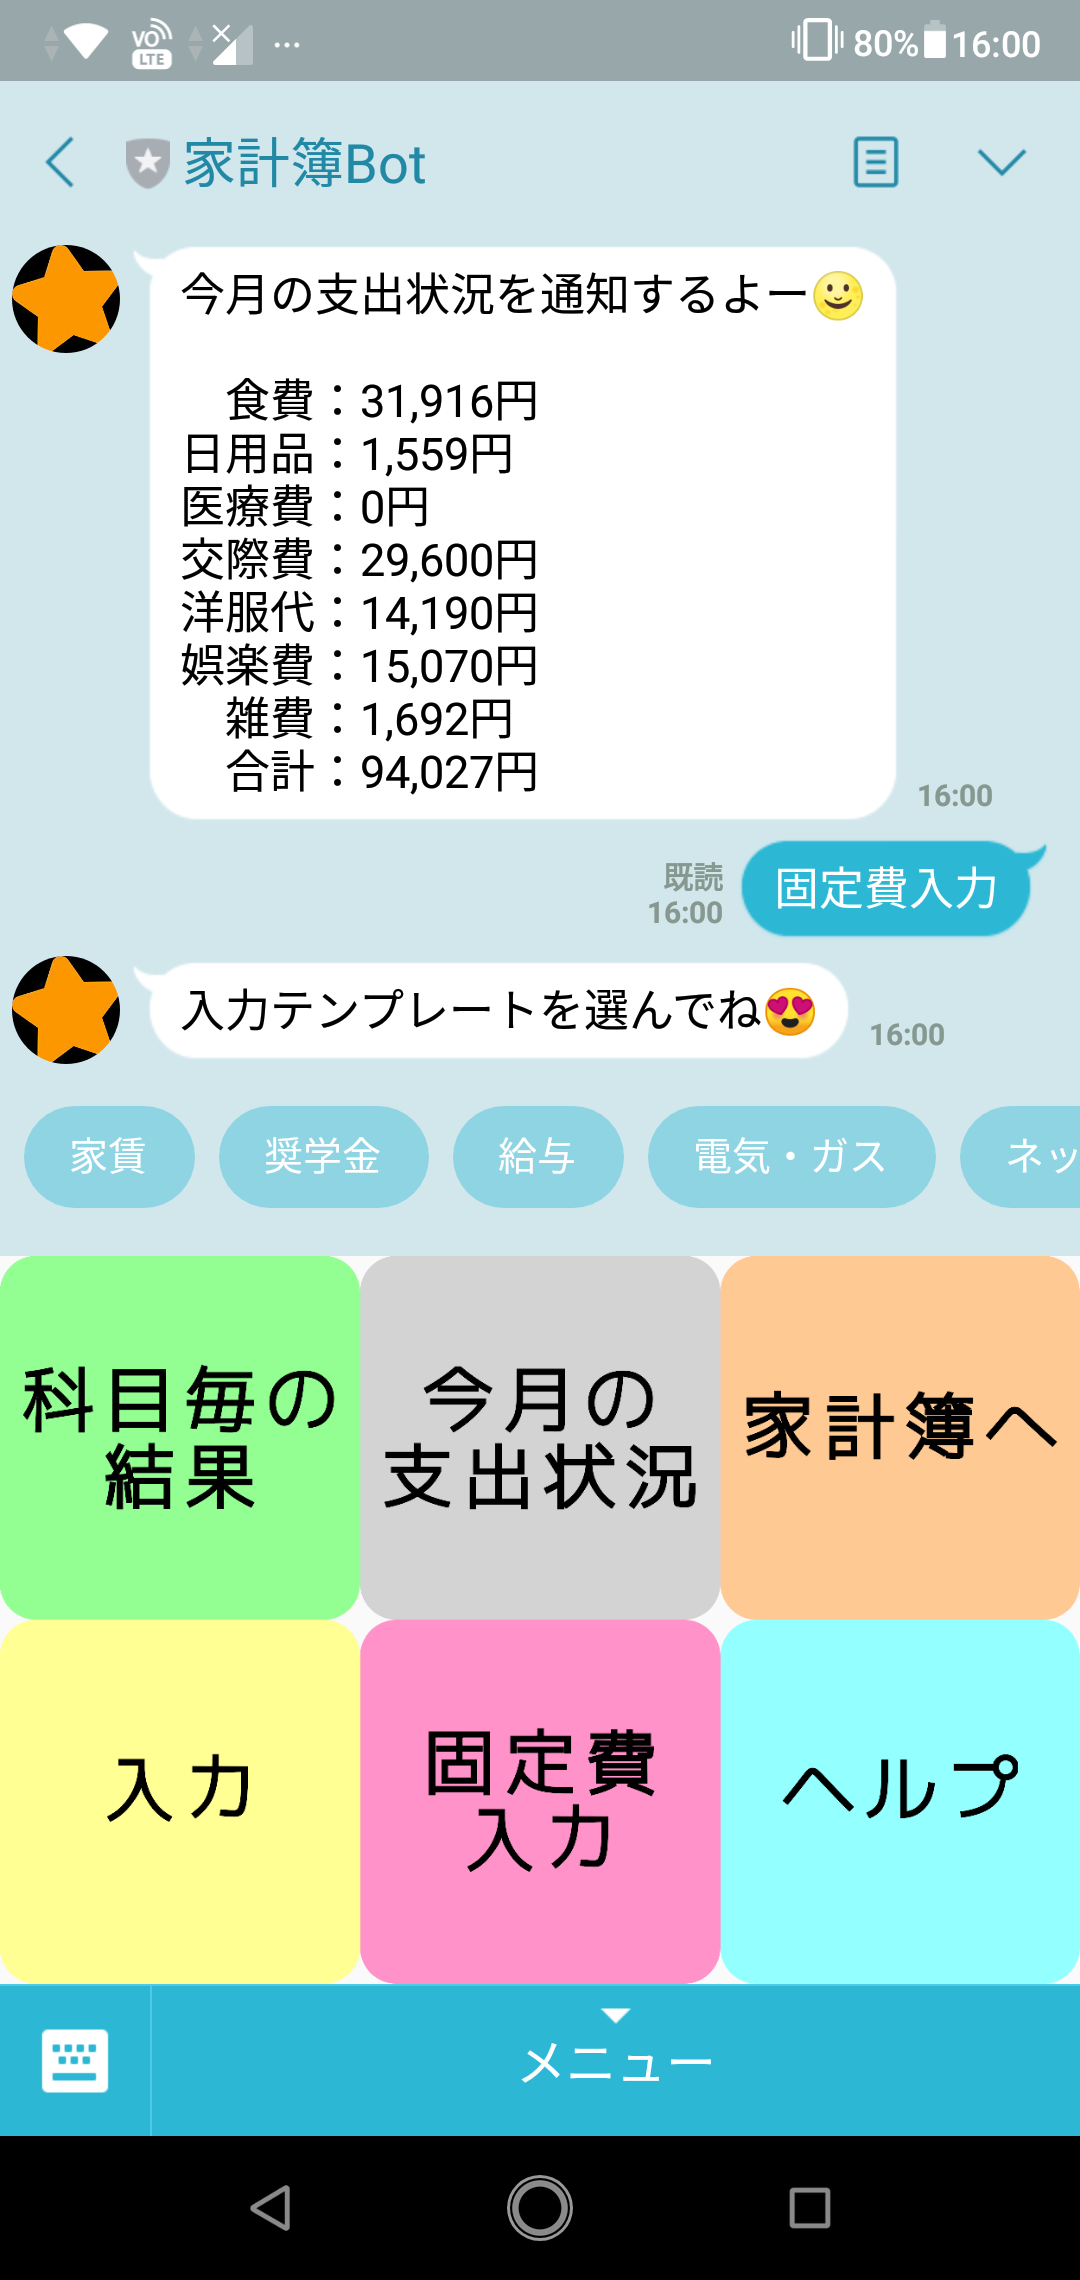 VO LTE ... 80% 16:00
家計簿Bot
今月の支出状況を通知するよー
食費：31,916円
日用品：1,559円
医療費：0円
交際費：29,600円
洋服代：14,190円
娯楽費：15,070円
雑費：1,692円
合計：94,027円
16:00
既読
16:00
固定費入力
入力テンプレートを選んでね
16:00
家賃 奨学金 給与 電気・ガス ネッ
科目毎の
結果
今月の
支出状況
家計簿へ
入力
固定費
入力
ヘルプ
メニュー